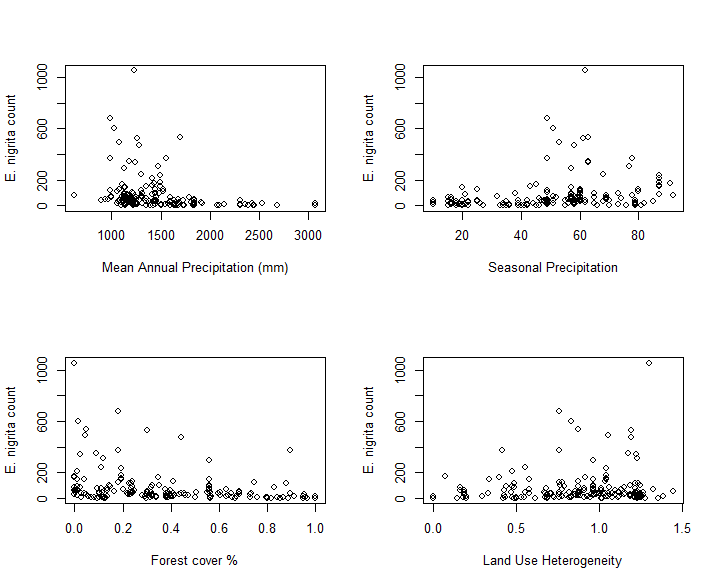 1000
600
200
0
E. nigrita count
1000 1500 2000 2500 3000
Mean Annual Precipitation (mm)
1000
600
200
0
E. nigrita count
20 40 60 80
Seasonal Precipitation
1000
600
200
0
E. nigrita count
0.0 0.2 0.4 0.6 0.8 1.0
Forest cover %
1000
600
200
0
E. nigrita count
0.0 0.5 1.0 1.5
Land Use Heterogeneity